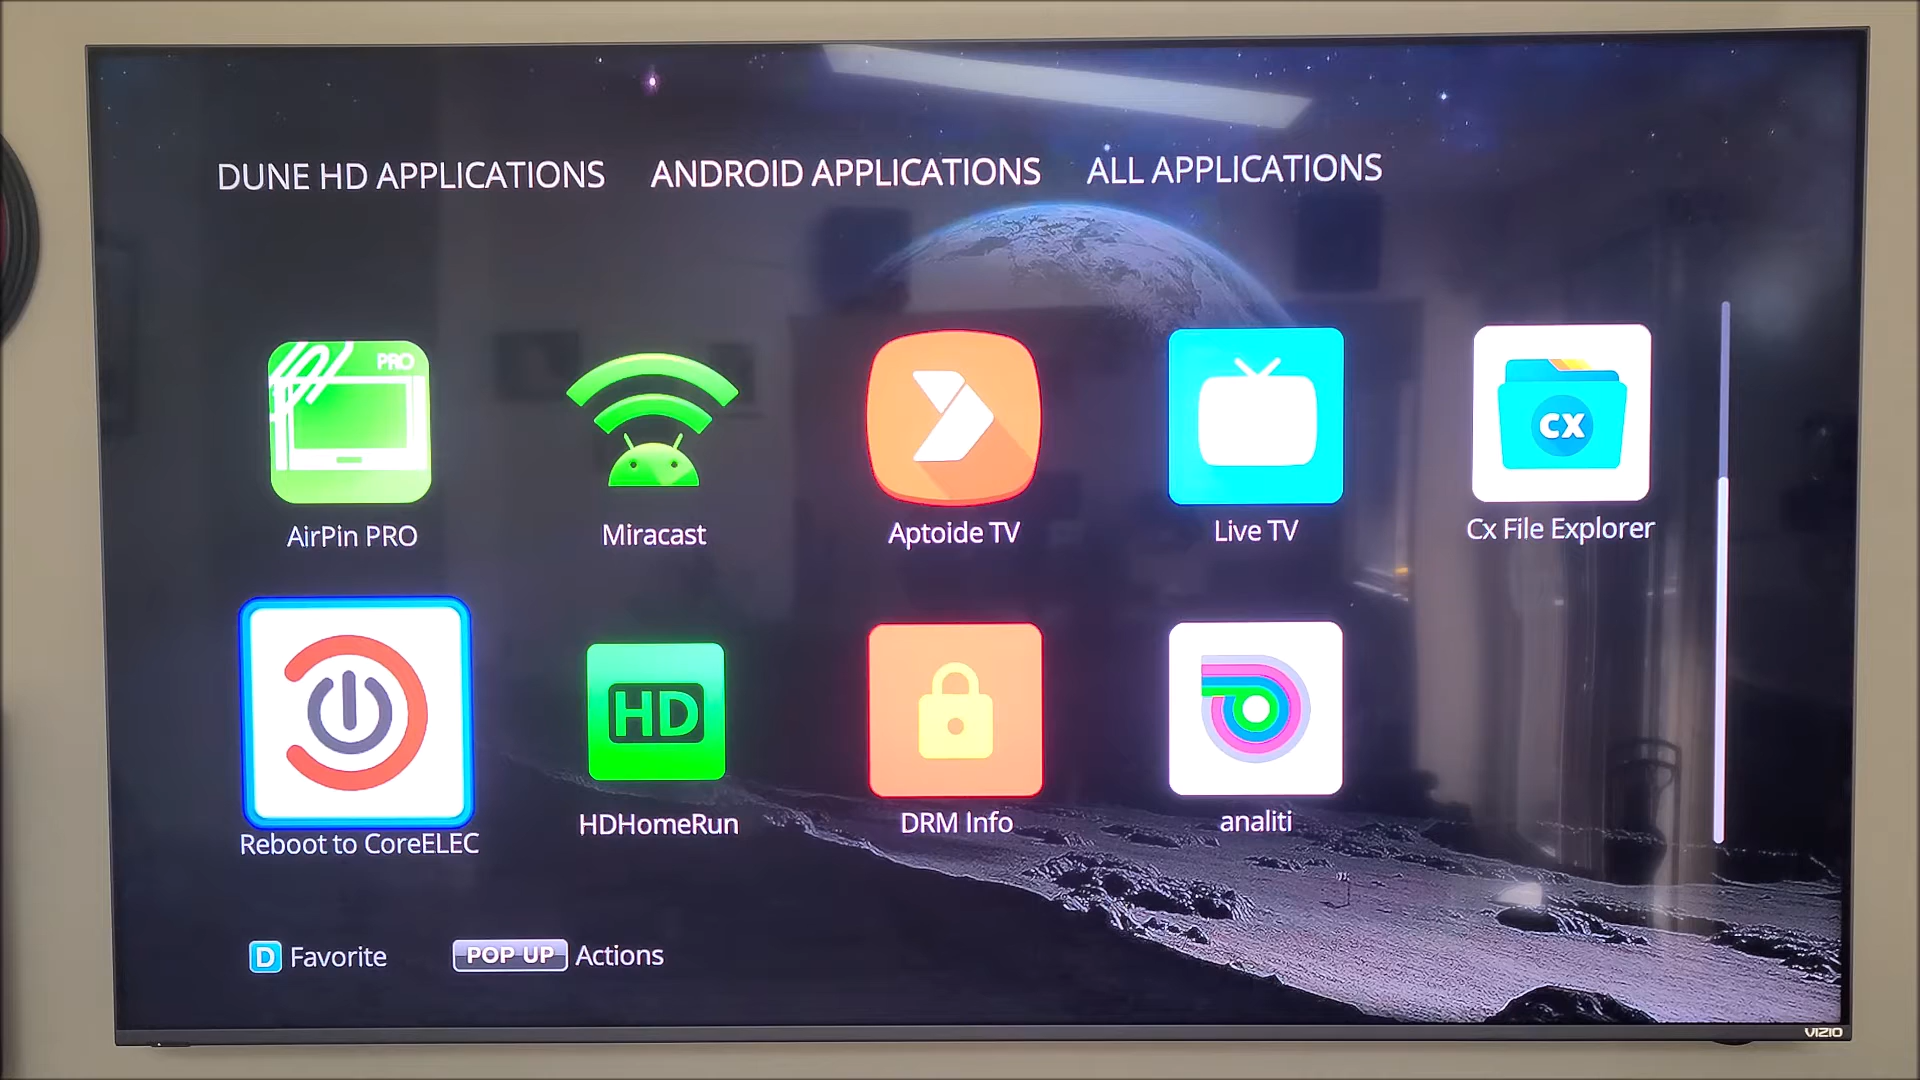 DUNE HD APPLICATIONS ANDROID APPLICATIONS ALL APPLICATIONS
PRO
CX
AirPin PRO Miracast Aptoide TV Live TV Cx File Explorer
HD
Reboot to CoreELEC HDHomeRun DRM Info analiti
D Favorite POP UP Actions
VIZIO